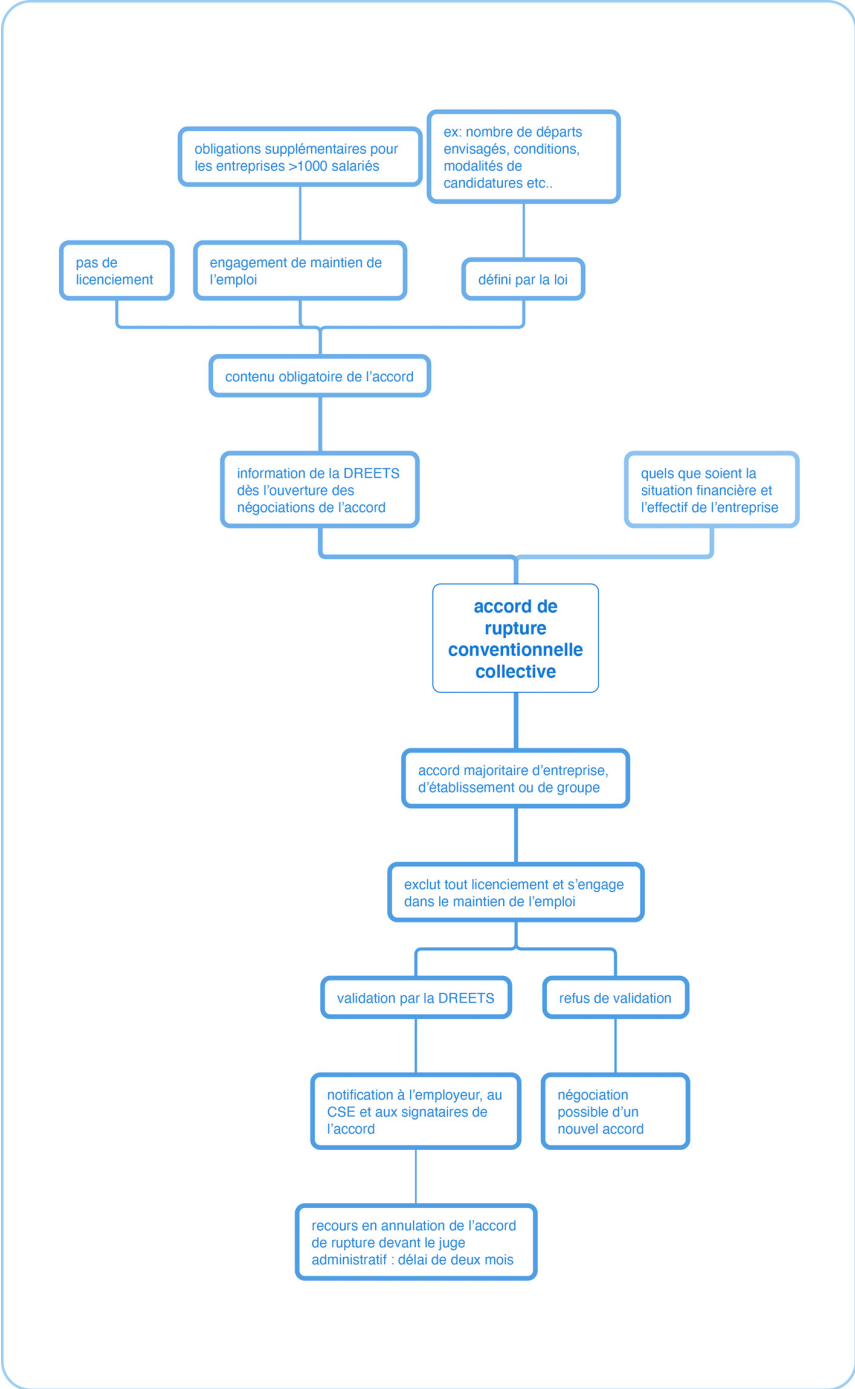 obligations supplémentaires pour
les entreprises >1000 salariés
ex: nombre de départs
envisagés, conditions,
modalités de
candidatures etc..
pas de
licenciement
engagement de maintien de
l’emploi
défini par la loi
contenu obligatoire de l’accord
information de la DREETS
dès l’ouverture des
négociations de l’accord
quels que soient la
situation financière et
l’effectif de l’entreprise
accord de
rupture
conventionnelle
collective
accord majoritaire d’entreprise,
d’établissement ou de groupe
exclut tout licenciement et s’engage
dans le maintien de l’emploi
validation par la DREETS
refus de validation
notification à l’employeur, au
CSE et aux signataires de
l’accord
négociation
possible d’un
nouvel accord
recours en annulation de l’accord
de rupture devant le juge
administratif : délai de deux mois